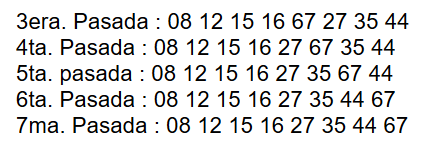 3era. Pasada : 08 12 15 16 67 27 35 44
4ta. Pasada : 08 12 15 16 27 67 35 44
5ta. pasada : 08 12 15 16 27 35 67 44
6ta. Pasada : 08 12 15 16 27 35 44 67
7ma. Pasada : 08 12 15 16 27 35 44 67